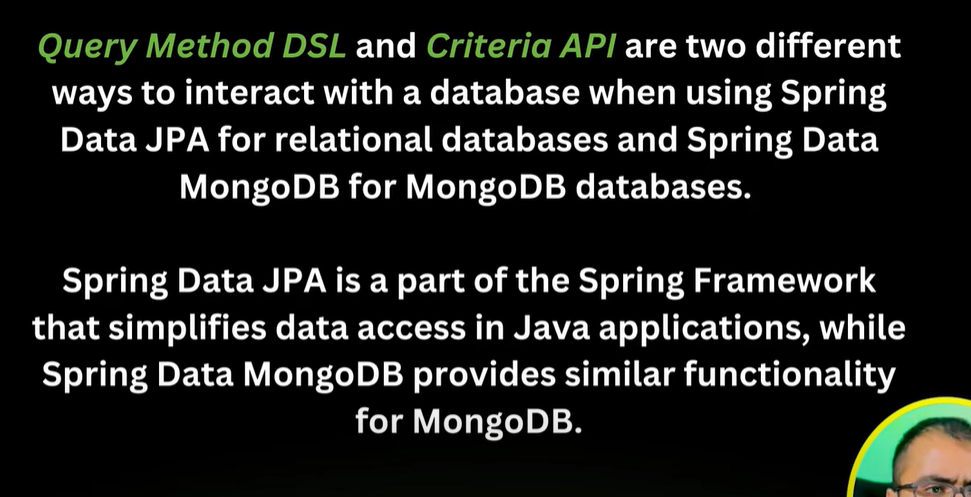 Query Method DSL and Criteria API are two different
ways to interact with a database when using Spring
Data JPA for relational databases and Spring Data
MongoDB for MongoDB databases.
Spring Data JPA is a part of the Spring Framework
that simplifies data access in Java applications, while
Spring Data MongoDB provides similar functionality
for MongoDB.